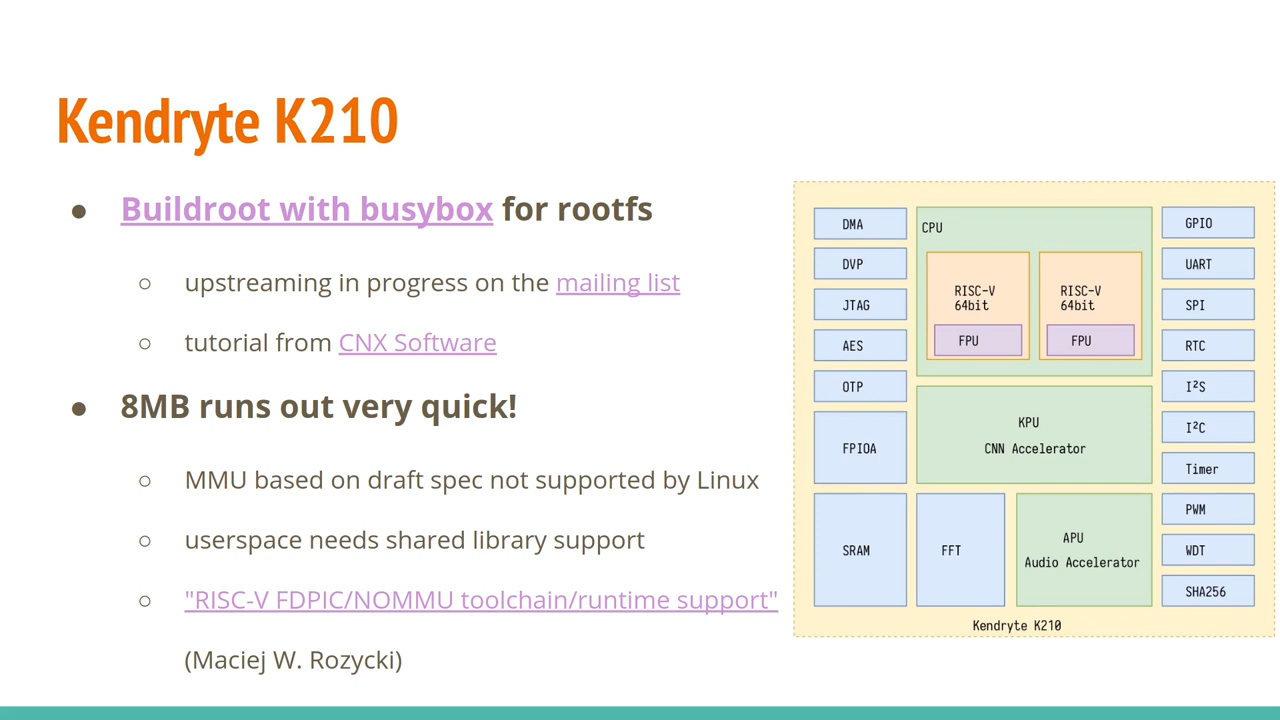 Kendryte K210
● Buildroot with busybox for rootfs
○ upstreaming in progress on the mailing list
○ tutorial from CNX Software
● 8MB runs out very quick!
○ MMU based on draft spec not supported by Linux
○ userspace needs shared library support
○ "RISC-V FDPIC/NOMMU toolchain/runtime support"
(Maciej W. Rozycki)
DMA
DVP
JTAG
AES
OTP
FPIOA
SRAM
CPU
RISC-V
64bit
FPU
RISC-V
64bit
FPU
KPU
CNN Accelerator
FFT
APU
Audio Accelerator
GPIO
UART
SPI
RTC
I²S
I²C
Timer
PWM
WDT
SHA256
Kendryte K210